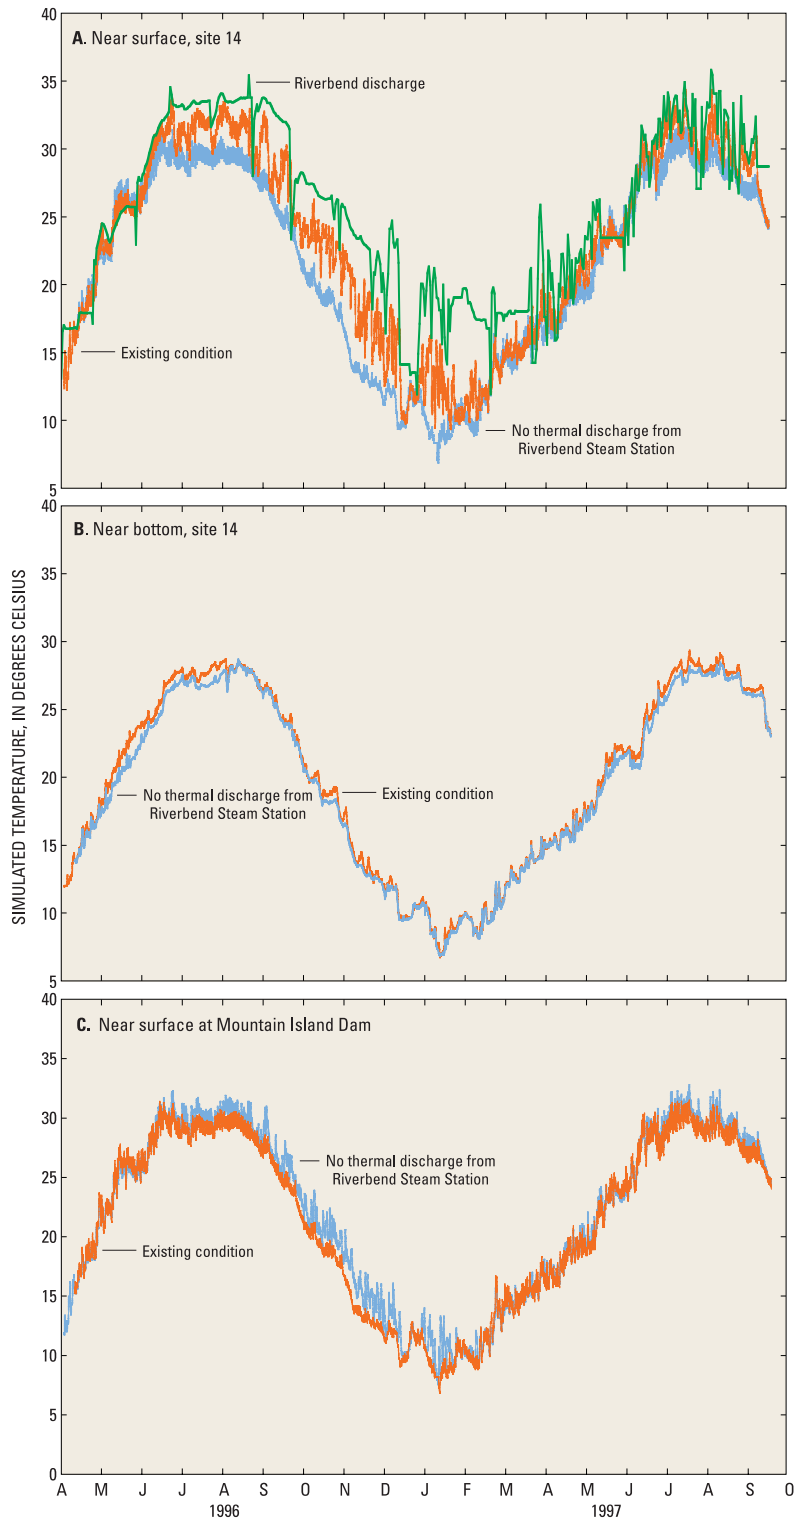 40
A. Near surface, site 14
35
Riverbend discharge
30
25
20
Existing condition
15
10
No thermal discharge from
Riverbend Steam Station
5
40
B. Near bottom, site 14
35
30
25
20
No thermal discharge from
Riverbend Steam Station
Existing condition
15
10
5
SIMULATED TEMPERATURE, IN DEGREES CELSIUS
40
C. Near surface at Mountain Island Dam
35
30
No thermal discharge from
Riverbend Steam Station
25
20
Existing condition
15
10
5
0
A M J J A S O N D J F M A M J J A S O
1996 1997